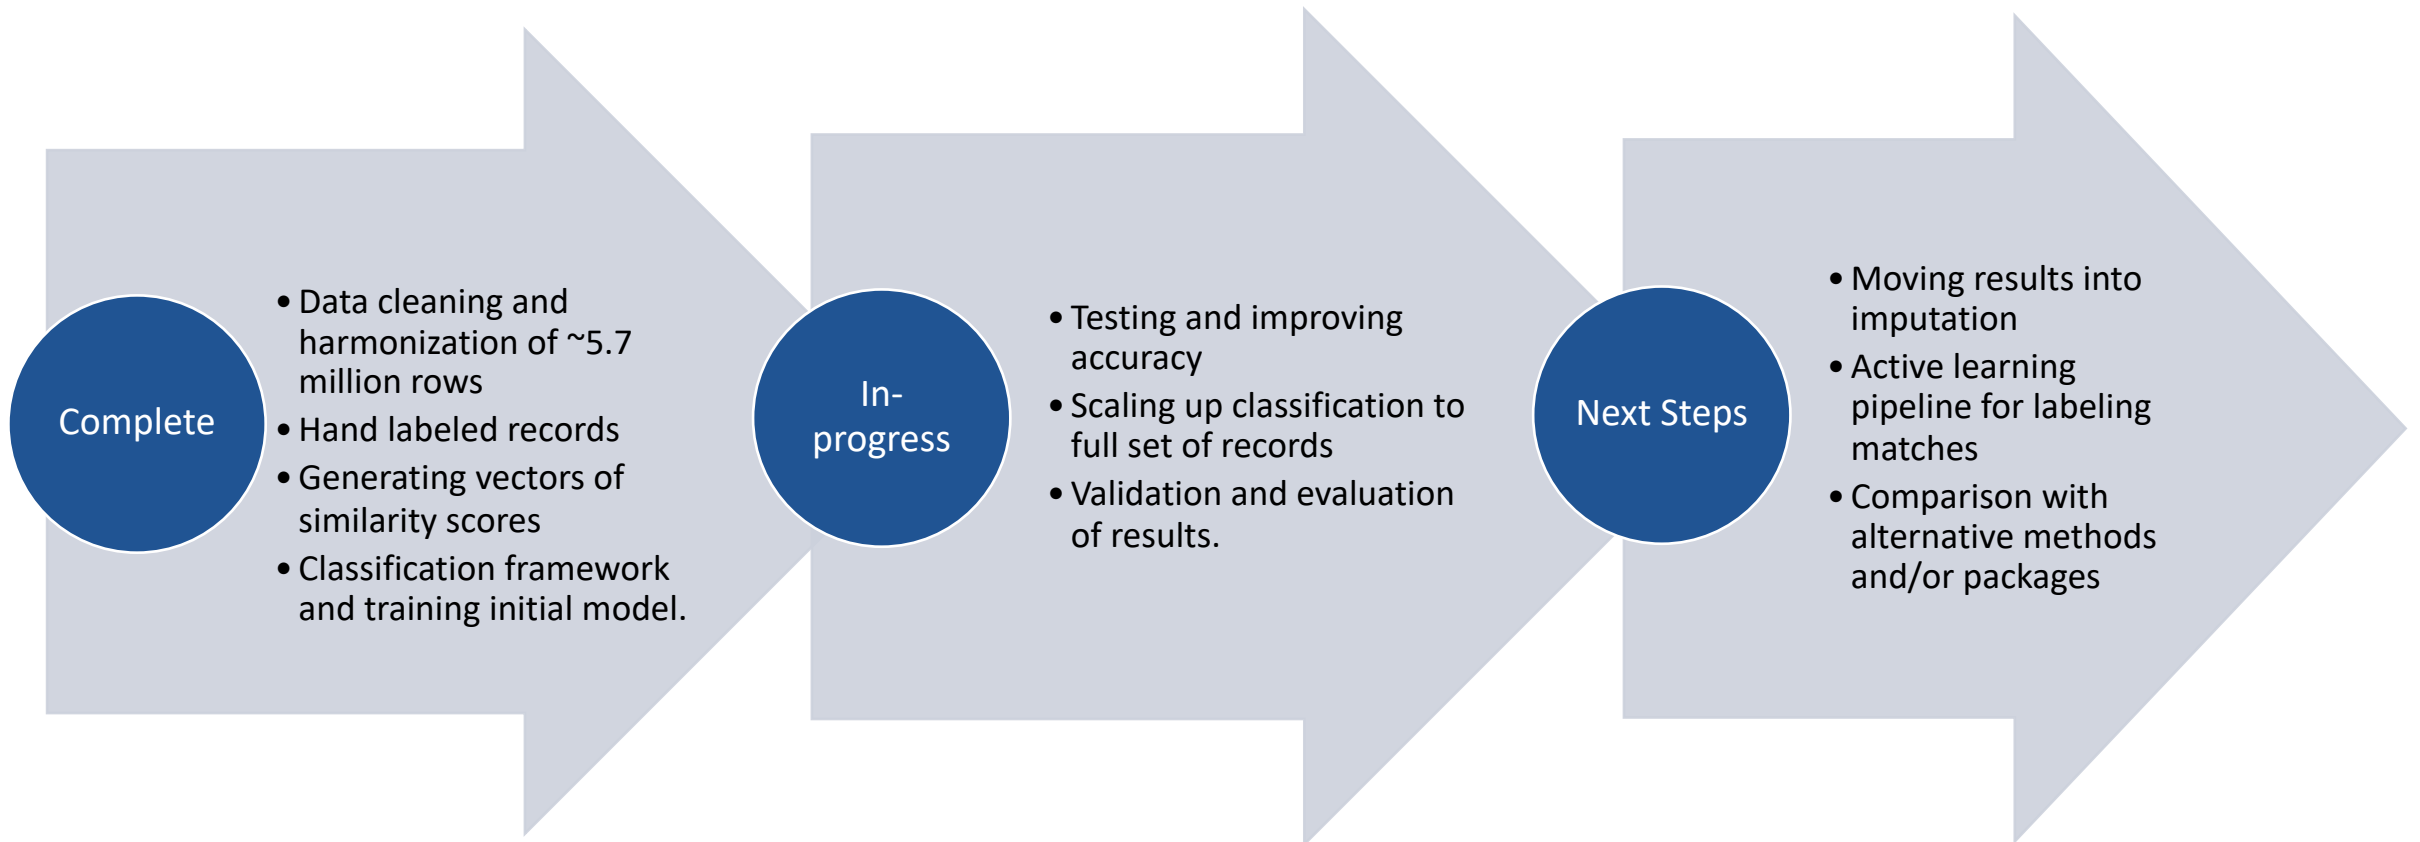 Complete
• Data cleaning and
harmonization of ~5.7
million rows
• Hand labeled records
• Generating vectors of
similarity scores
• Classification framework
and training initial model.
In-
progress
• Testing and improving
accuracy
• Scaling up classification to
full set of records
• Validation and evaluation
of results.
Next Steps
• Moving results into
imputation
• Active learning
pipeline for labeling
matches
• Comparison with
alternative methods
and/or packages